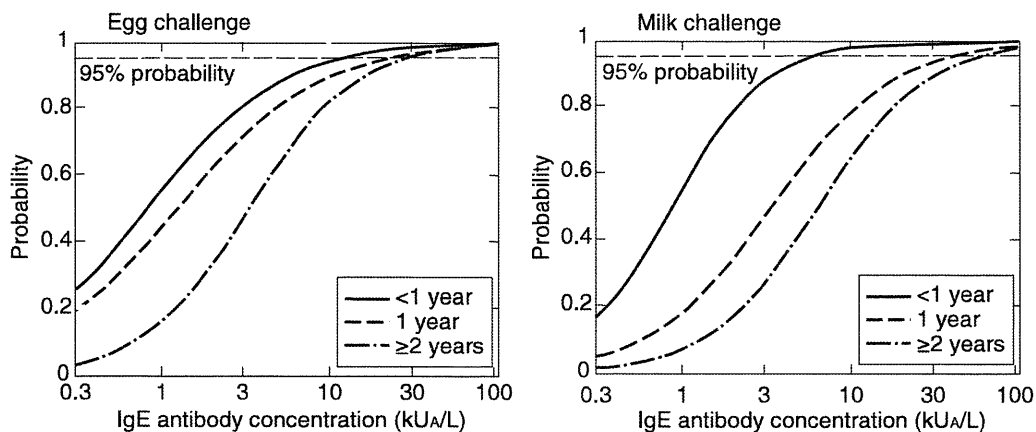 Egg challenge
1
95% probability
0.8
0.6
0.4
0.2
0
Probability
<1 year
1 year
≥2 years
0.3 1 3 10 30 100
IgE antibody concentration (kUA/L)
Milk challenge
1
95% probability
0.8
0.6
0.4
0.2
0
Probability
<1 year
1 year
≥2 years
0.3 1 3 10 30 100
IgE antibody concentration (kUA/L)